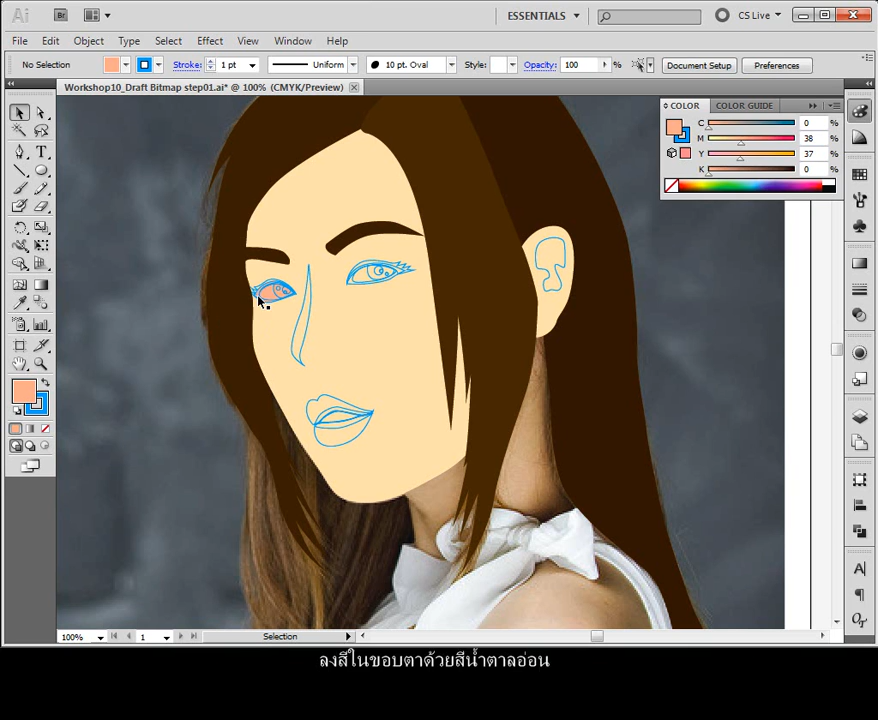 Ai Br ESSENTIALS CS Live
File Edit Object Type Select Effect View Window Help
No Selection Stroke: 1 pt Uniform 10 pt. Oval Style: Opacity: 100 % Document Setup Preferences
Workshop10_Draft Bitmap step01.ai* @ 100% (CMYK/Preview)
COLOR COLOR GUIDE
C 0 %
M 38 %
Y 37 %
K 0 %
100% 1 Selection
ลงสีในขอบตาด้วยสีน้ำตาลอ่อน